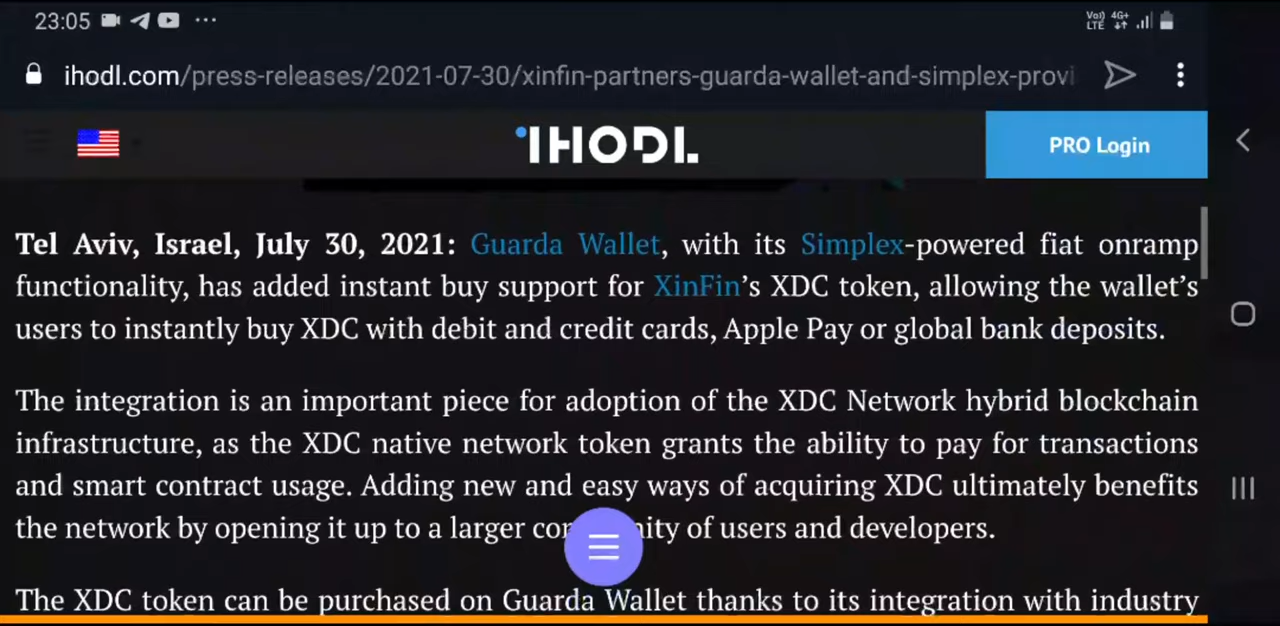 23:05
Vo) 4G+
LTE
ihodl.com/press-releases/2021-07-30/xinfin-partners-guarda-wallet-and-simplex-provi
IHODL
PRO Login
Tel Aviv, Israel, July 30, 2021: Guarda Wallet, with its Simplex-powered fiat onramp
functionality, has added instant buy support for XinFin's XDC token, allowing the wallet's
users to instantly buy XDC with debit and credit cards, Apple Pay or global bank deposits.
The integration is an important piece for adoption of the XDC Network hybrid blockchain
infrastructure, as the XDC native network token grants the ability to pay for transactions
and smart contract usage. Adding new and easy ways of acquiring XDC ultimately benefits
the network by opening it up to a larger of users and developers.
The XDC token can be purchased on Guarda Wallet thanks to its integration with industry